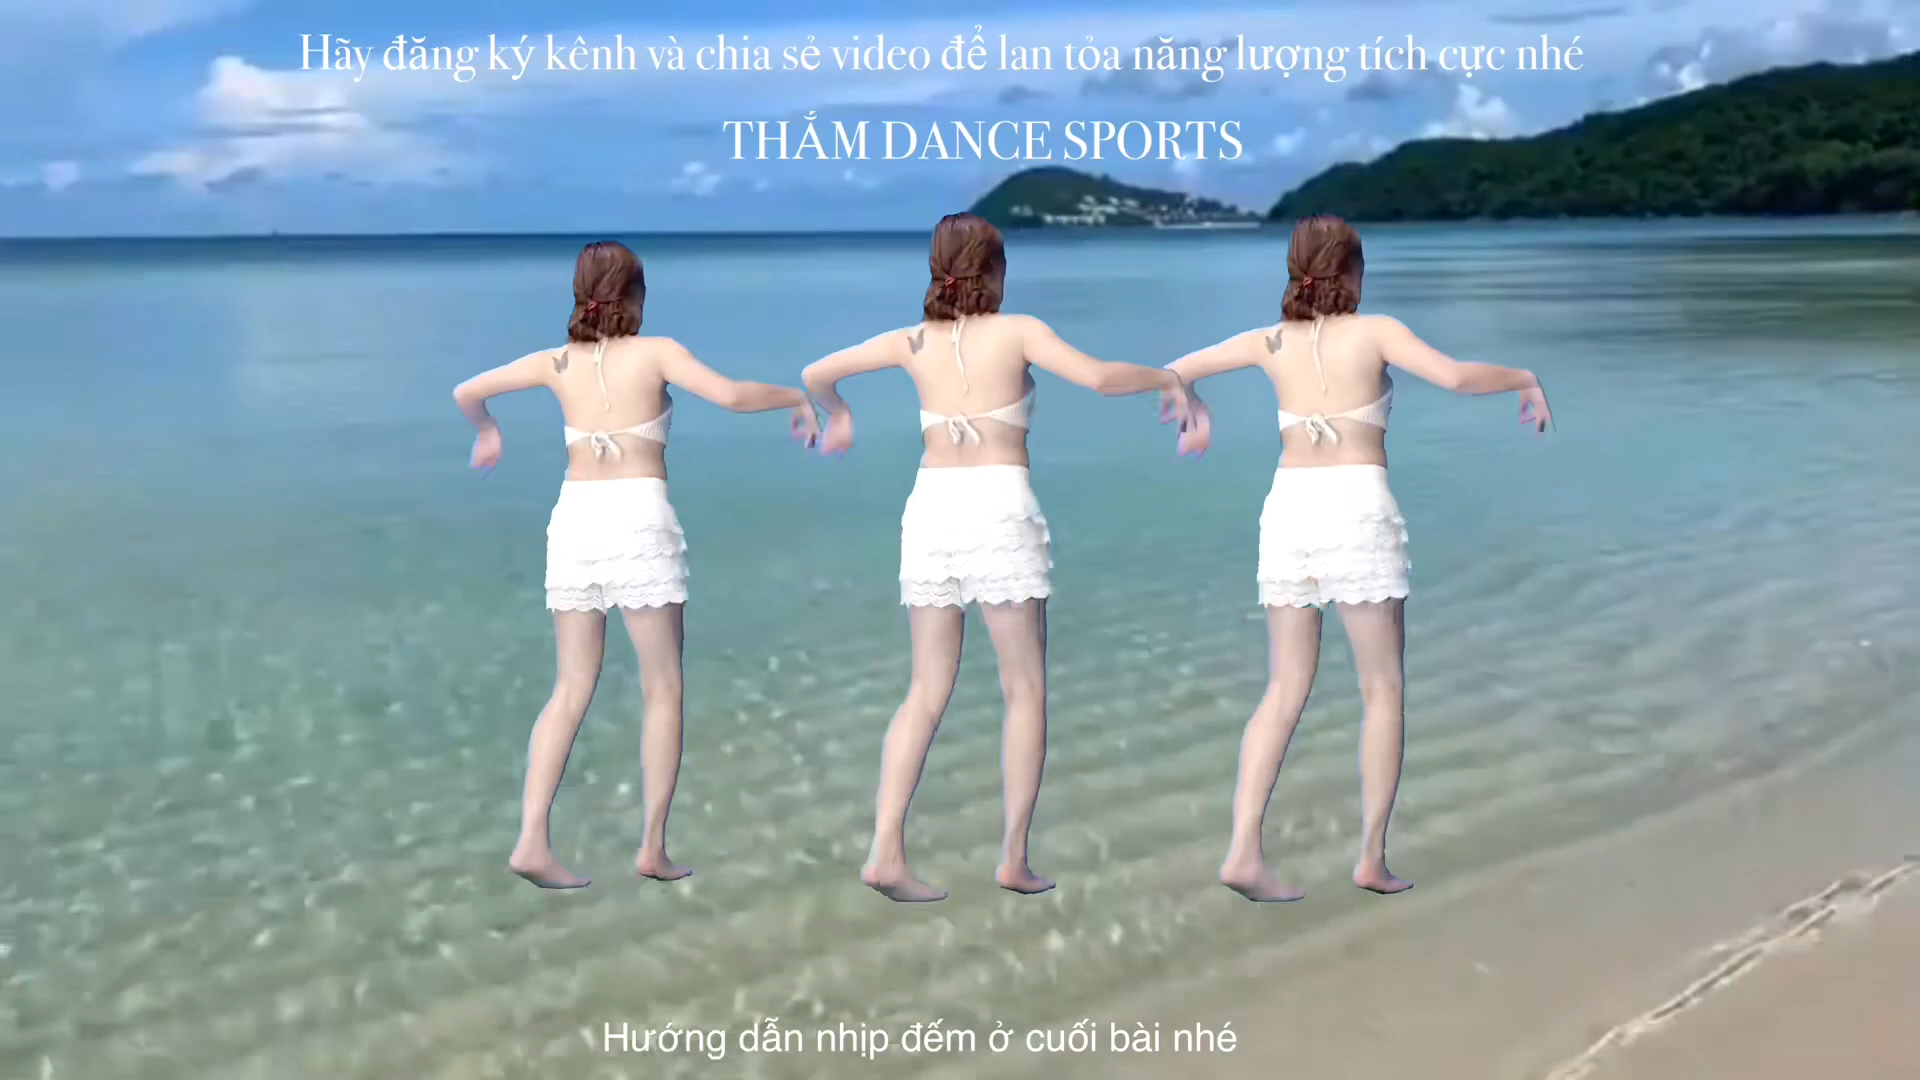 Hãy đăng ký kênh và chia sẻ video để lan tỏa năng lượng tích cực nhé
THẮM DANCE SPORTS
Hướng dẫn nhịp đếm ở cuối bài nhé